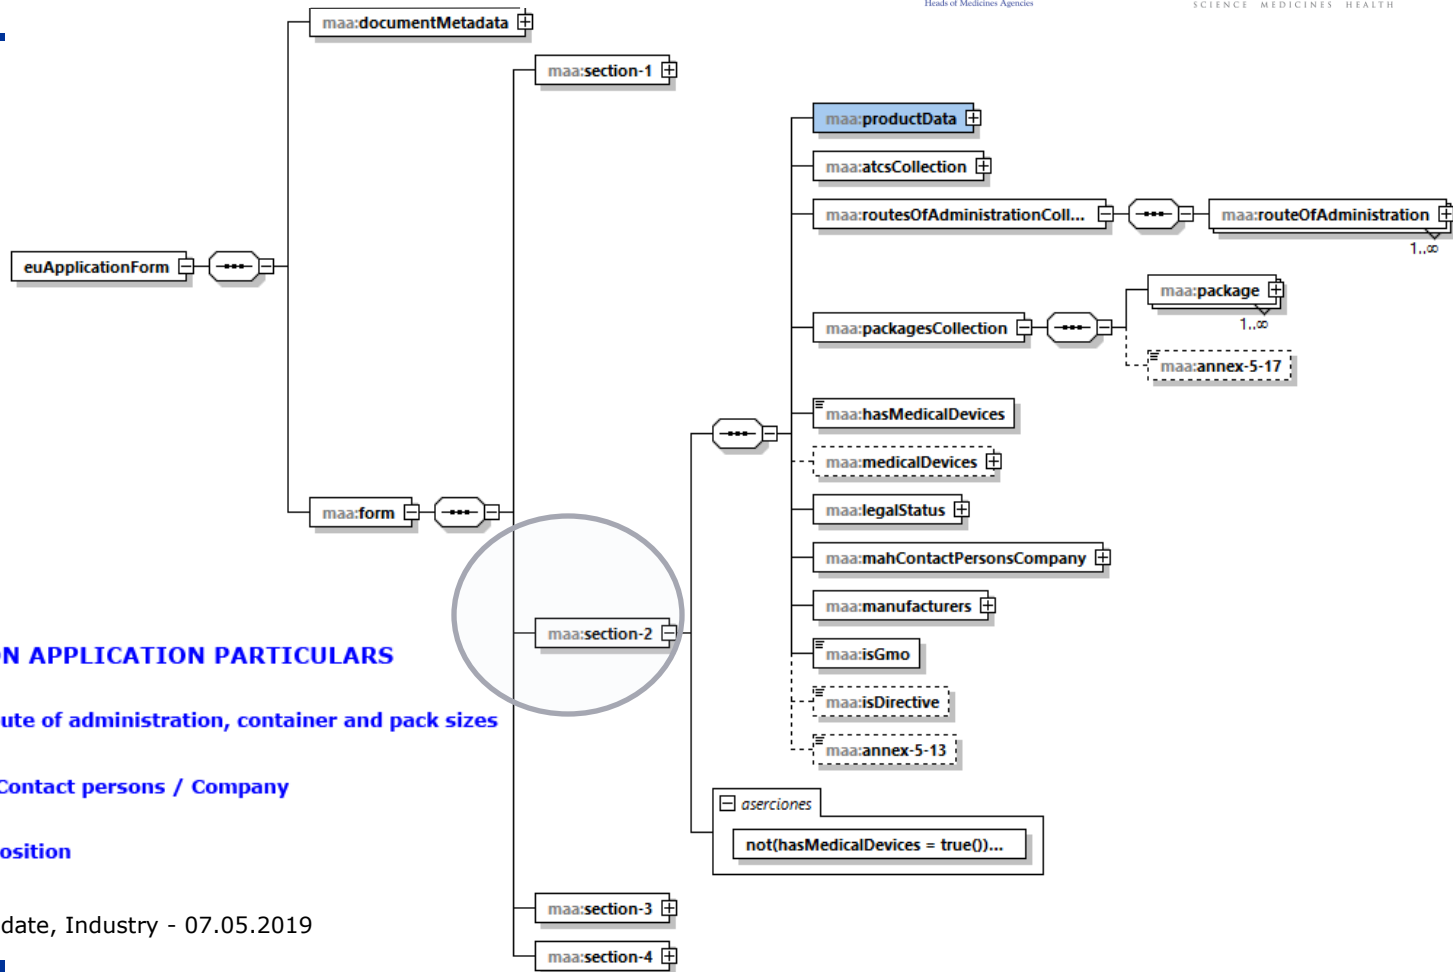 Heads of Medicines Agencies
SCIENCE MEDICINES HEALTH
maa:documentMetadata
maa:section-1
maa:productData
maa:atcsCollection
maa:routesOfAdministrationColl...
maa:routeOfAdministration
1..∞
euApplicationForm
maa:package
1..∞
maa:packagesCollection
maa:annex-5-17
maa:hasMedicalDevices
maa:medicalDevices
maa:form
maa:legalStatus
maa:mahContactPersonsCompany
maa:manufacturers
maa:section-2
maa:isGmo
ON APPLICATION PARTICULARS
maa:isDirective
ute of administration, container and pack sizes
maa:annex-5-13
Contact persons / Company
aserciones
not(hasMedicalDevices = true())...
osition
maa:section-3
date, Industry - 07.05.2019
maa:section-4